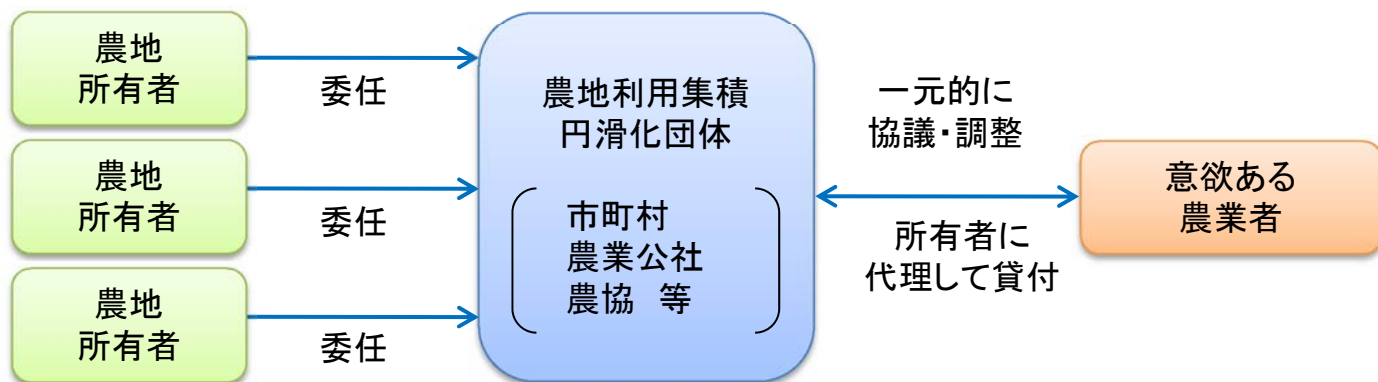 農地
所有者
委任
農地
所有者
委任
農地
所有者
委任
農地利用集積
円滑化団体
市町村
農業公社
農協　等
一元的に
協議・調整
所有者に
代理して貸付
意欲ある
農業者